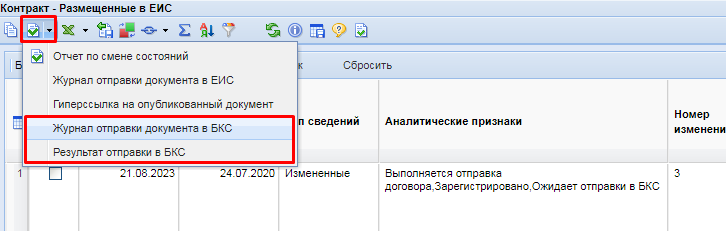 Контракт - Размещенные в ЕИС
Б
к
Сбросить
Отчет по смене состояний
Журнал отправки документа в ЕИС
Гиперссылка на опубликованный документ
Журнал отправки документа в БКС
Результат отправки в БКС
п сведений
Аналитические признаки
Номер
изменени
1
21.08.2023
24.07.2020
Измененные
Выполняется отправка
договора,Зарегистрировано,Ожидает отправки в БКС
3